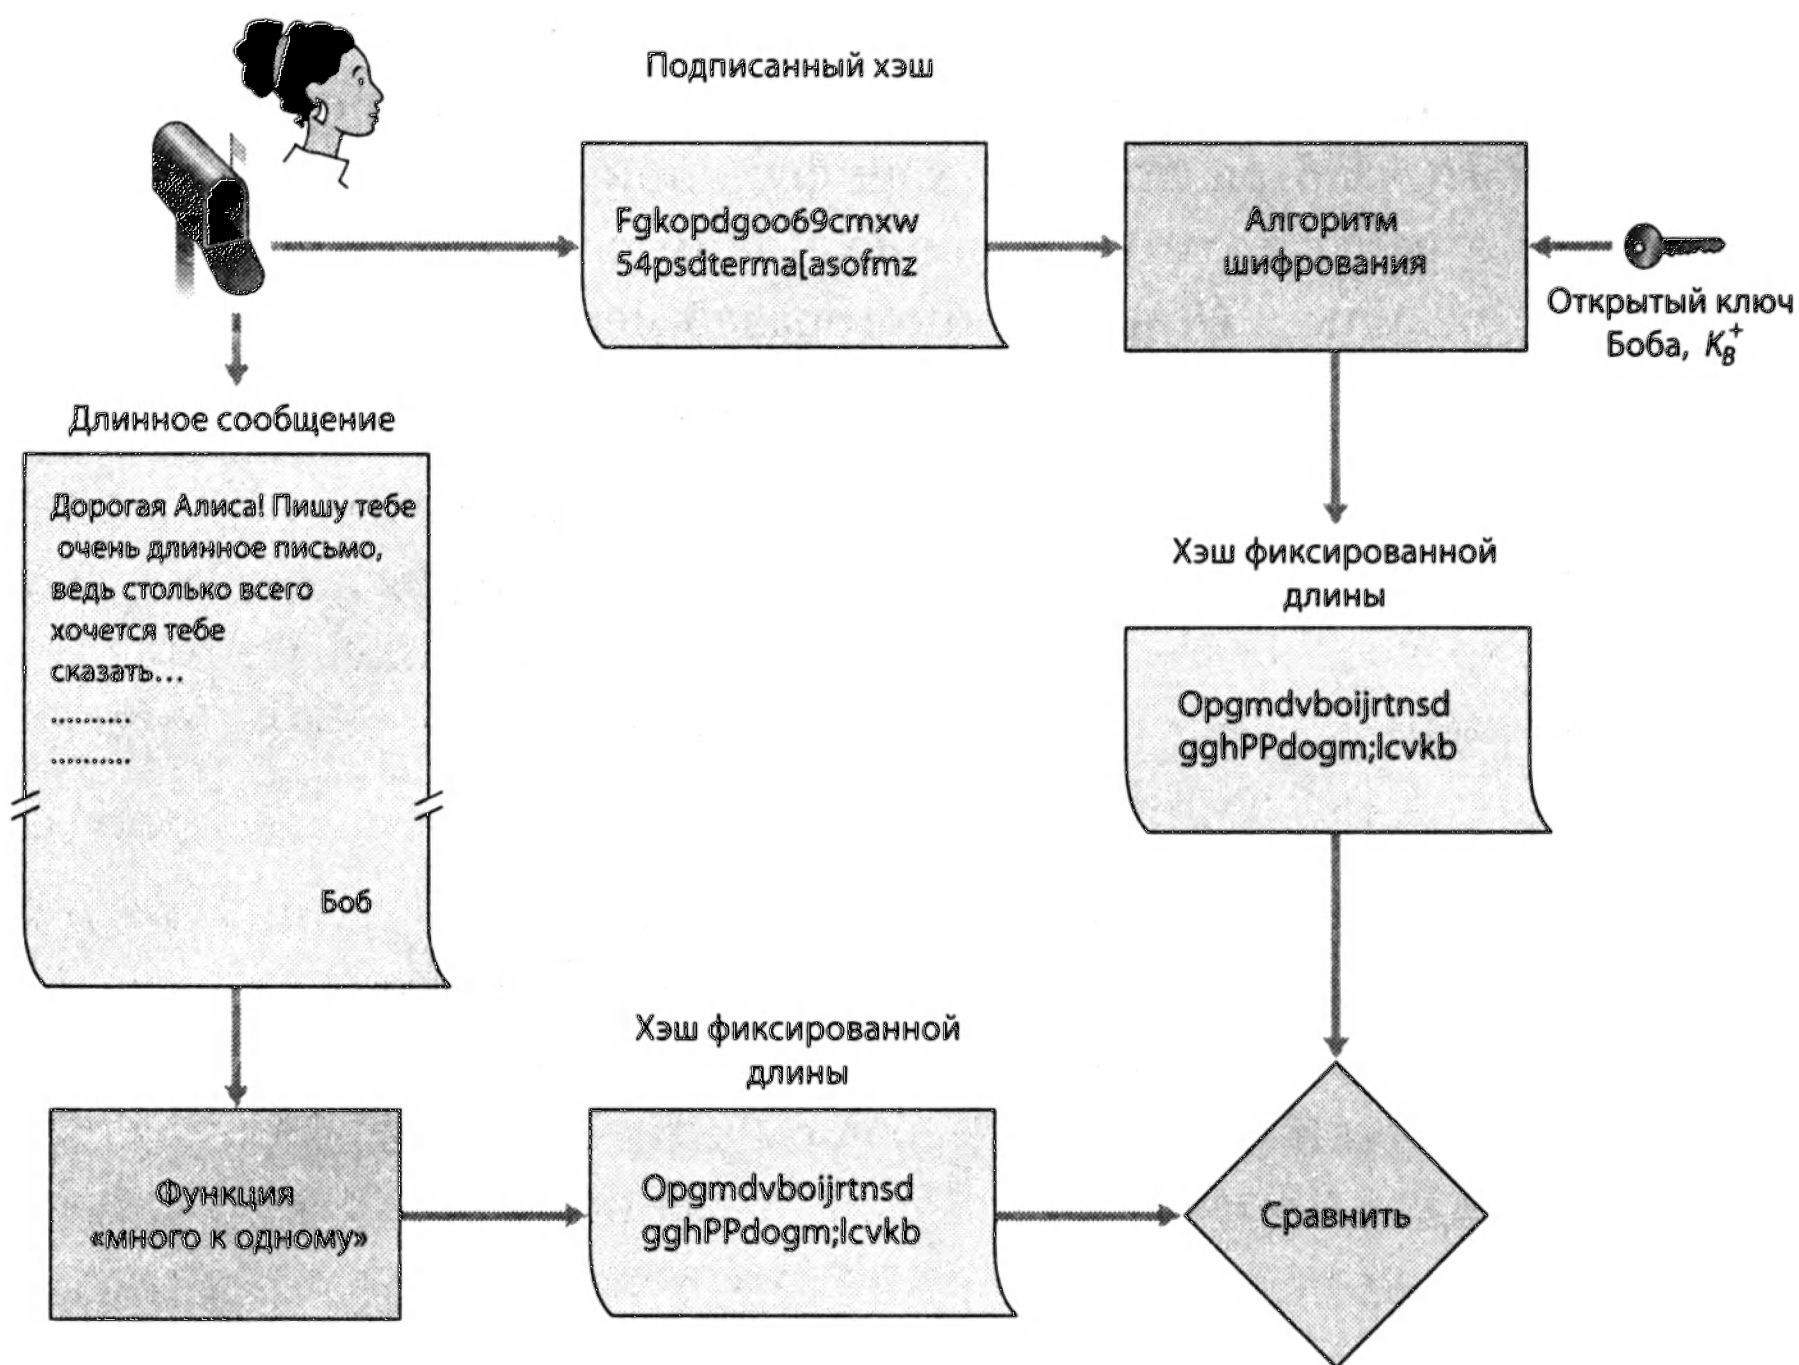 Подписанный хэш
Fgkopdgoo69cmxw
54psdterma[asofmz
Алгоритм
шифрования
Открытый ключ
Боба, K_B^+
Длинное сообщение
Дорогая Алиса! Пишу тебе
очень длинное письмо,
ведь столько всего
хочется тебе
сказать...
..........
..........
Боб
Хэш фиксированной
длины
Opgmdvboijrtnsd
gghPPdogm;lcvkb
Функция
«много к одному»
Хэш фиксированной
длины
Opgmdvboijrtnsd
gghPPdogm;lcvkb
Сравнить